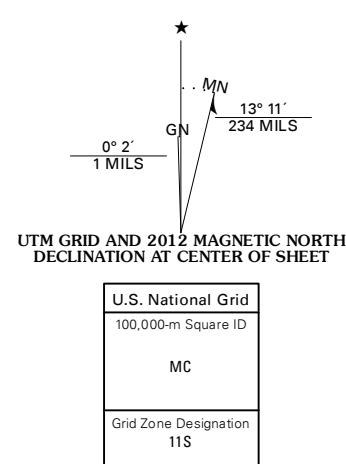 ★
MN
13° 11´
234 MILS
GN
0° 2´
1 MILS
UTM GRID AND 2012 MAGNETIC NORTH
DECLINATION AT CENTER OF SHEET
U.S. National Grid
100,000-m Square ID
MC
Grid Zone Designation
11S